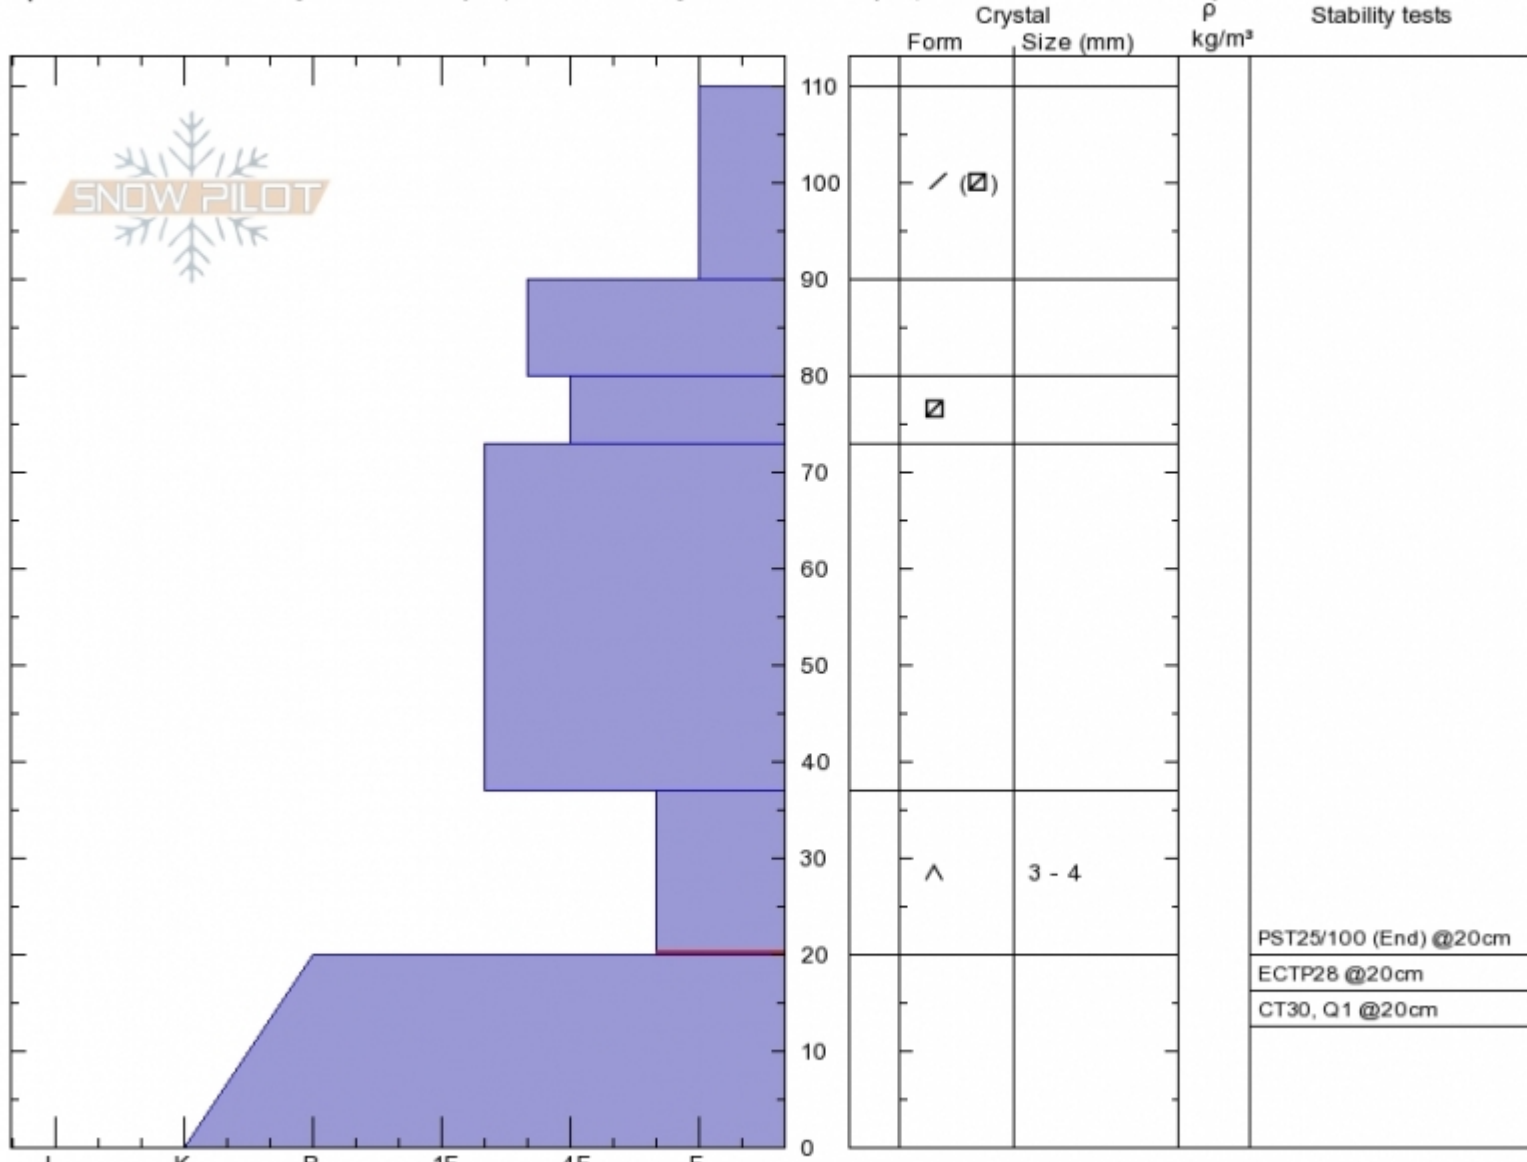 Crystal
ρ
Stability tests
Form
Size (mm)
kg/m³
110
SNOW PILOT
100
/ (⧄)
90
80
⧄
70
60
50
40
30
^
3 - 4
PST25/100 (End) @20cm
20
ECTP28 @20cm
CT30, Q1 @20cm
10
0